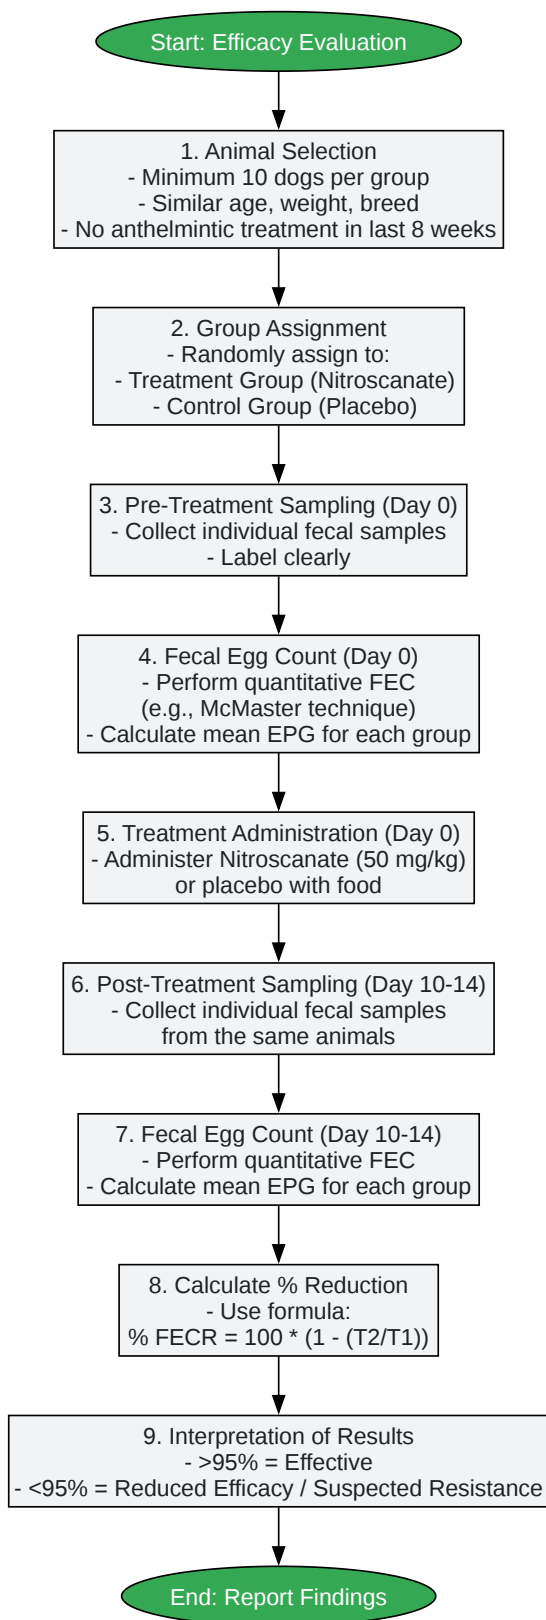 Start: Efficacy Evaluation
1. Animal Selection
- Minimum 10 dogs per group
- Similar age, weight, breed
- No anthelmintic treatment in last 8 weeks
2. Group Assignment
- Randomly assign to:
- Treatment Group (Nitroscanate)
- Control Group (Placebo)
3. Pre-Treatment Sampling (Day 0)
- Collect individual fecal samples
- Label clearly
4. Fecal Egg Count (Day 0)
- Perform quantitative FEC
(e.g., McMaster technique)
- Calculate mean EPG for each group
5. Treatment Administration (Day 0)
- Administer Nitroscanate (50 mg/kg)
or placebo with food
6. Post-Treatment Sampling (Day 10-14)
- Collect individual fecal samples
from the same animals
7. Fecal Egg Count (Day 10-14)
- Perform quantitative FEC
- Calculate mean EPG for each group
8. Calculate % Reduction
- Use formula:
% FECR = 100 * (1 - (T2/T1))
9. Interpretation of Results
- >95% = Effective
- <95% = Reduced Efficacy / Suspected Resistance
End: Report Findings